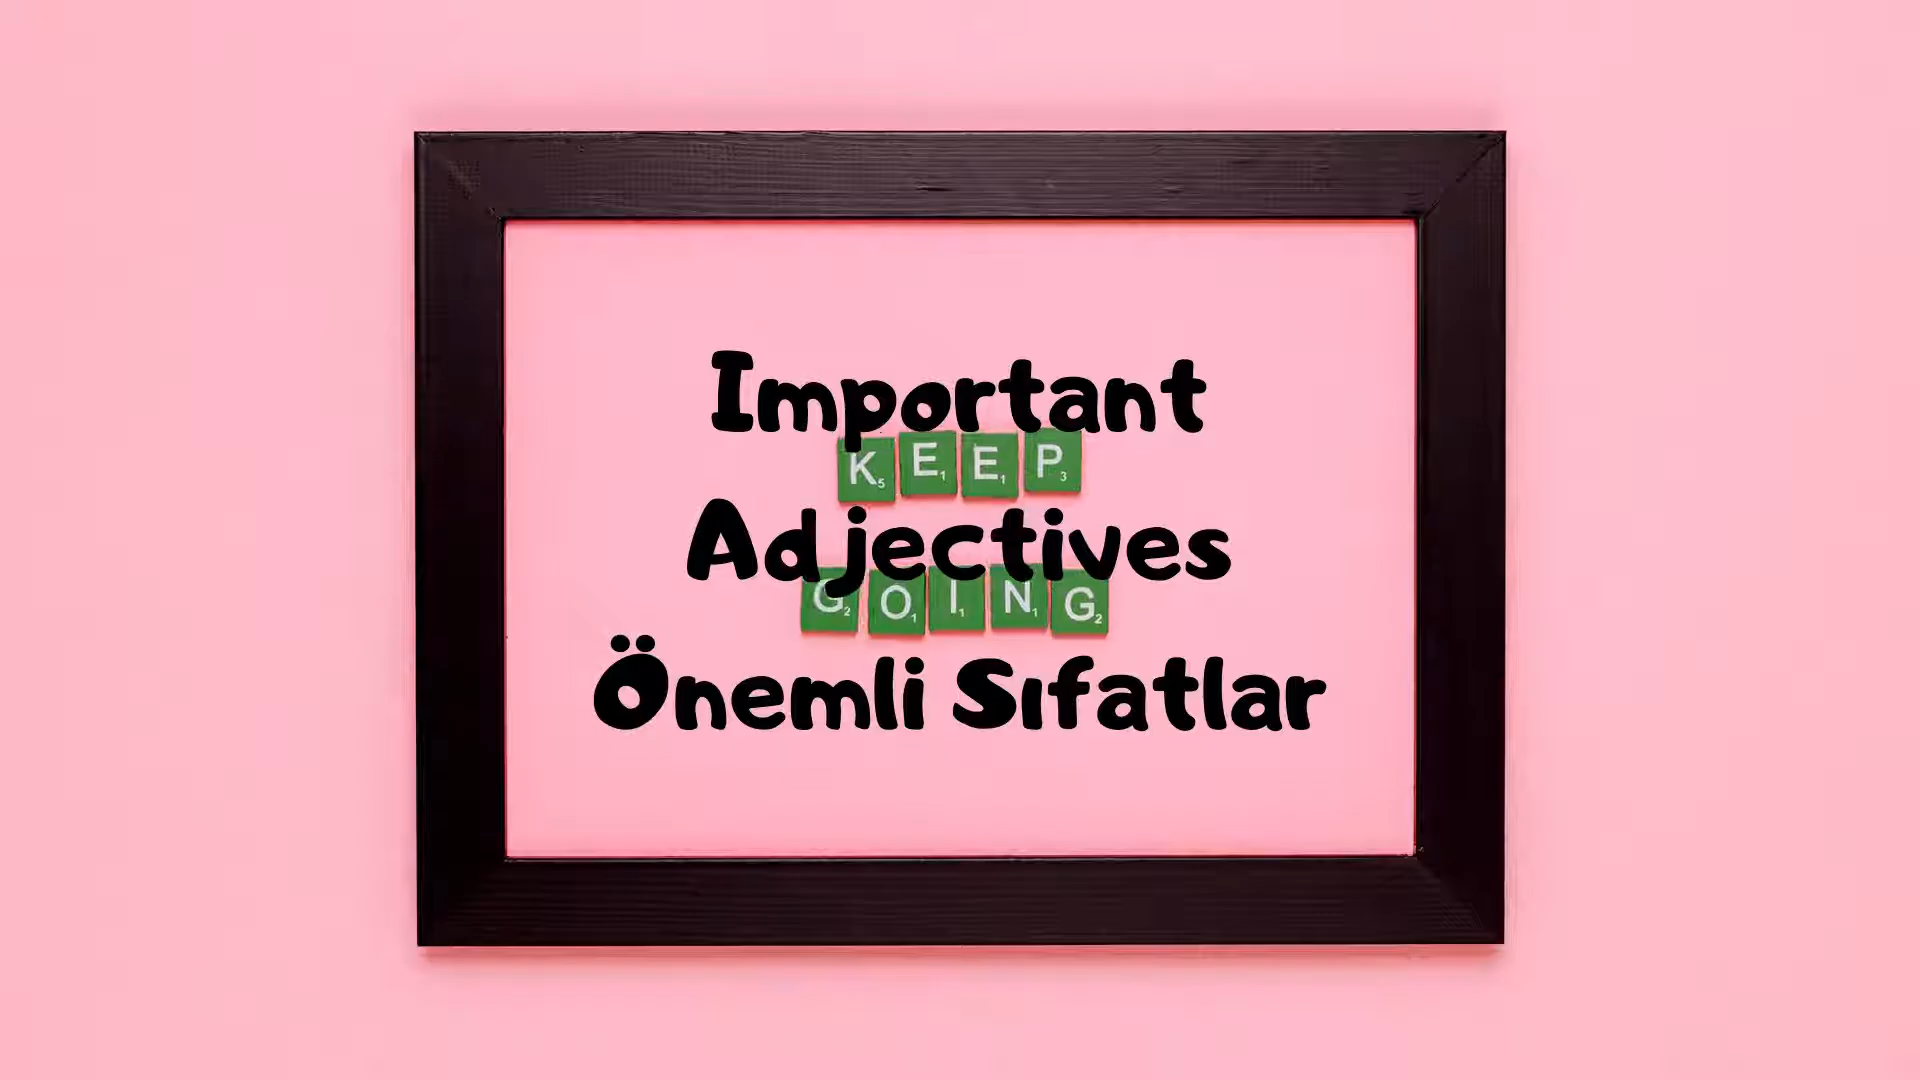 Important
KEEP
Adjectives
GOING
Önemli Sıfatlar